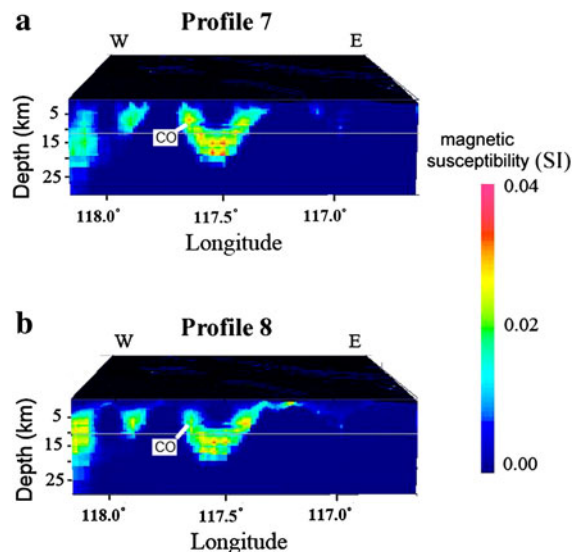 a
Profile 7
W
E
5
15
25
Depth (km)
CO
118.0°
117.5°
117.0°
Longitude
magnetic
susceptibility (SI)
0.04
0.02
0.00
b
Profile 8
W
E
5
15
25
Depth (km)
CO
118.0°
117.5°
117.0°
Longitude